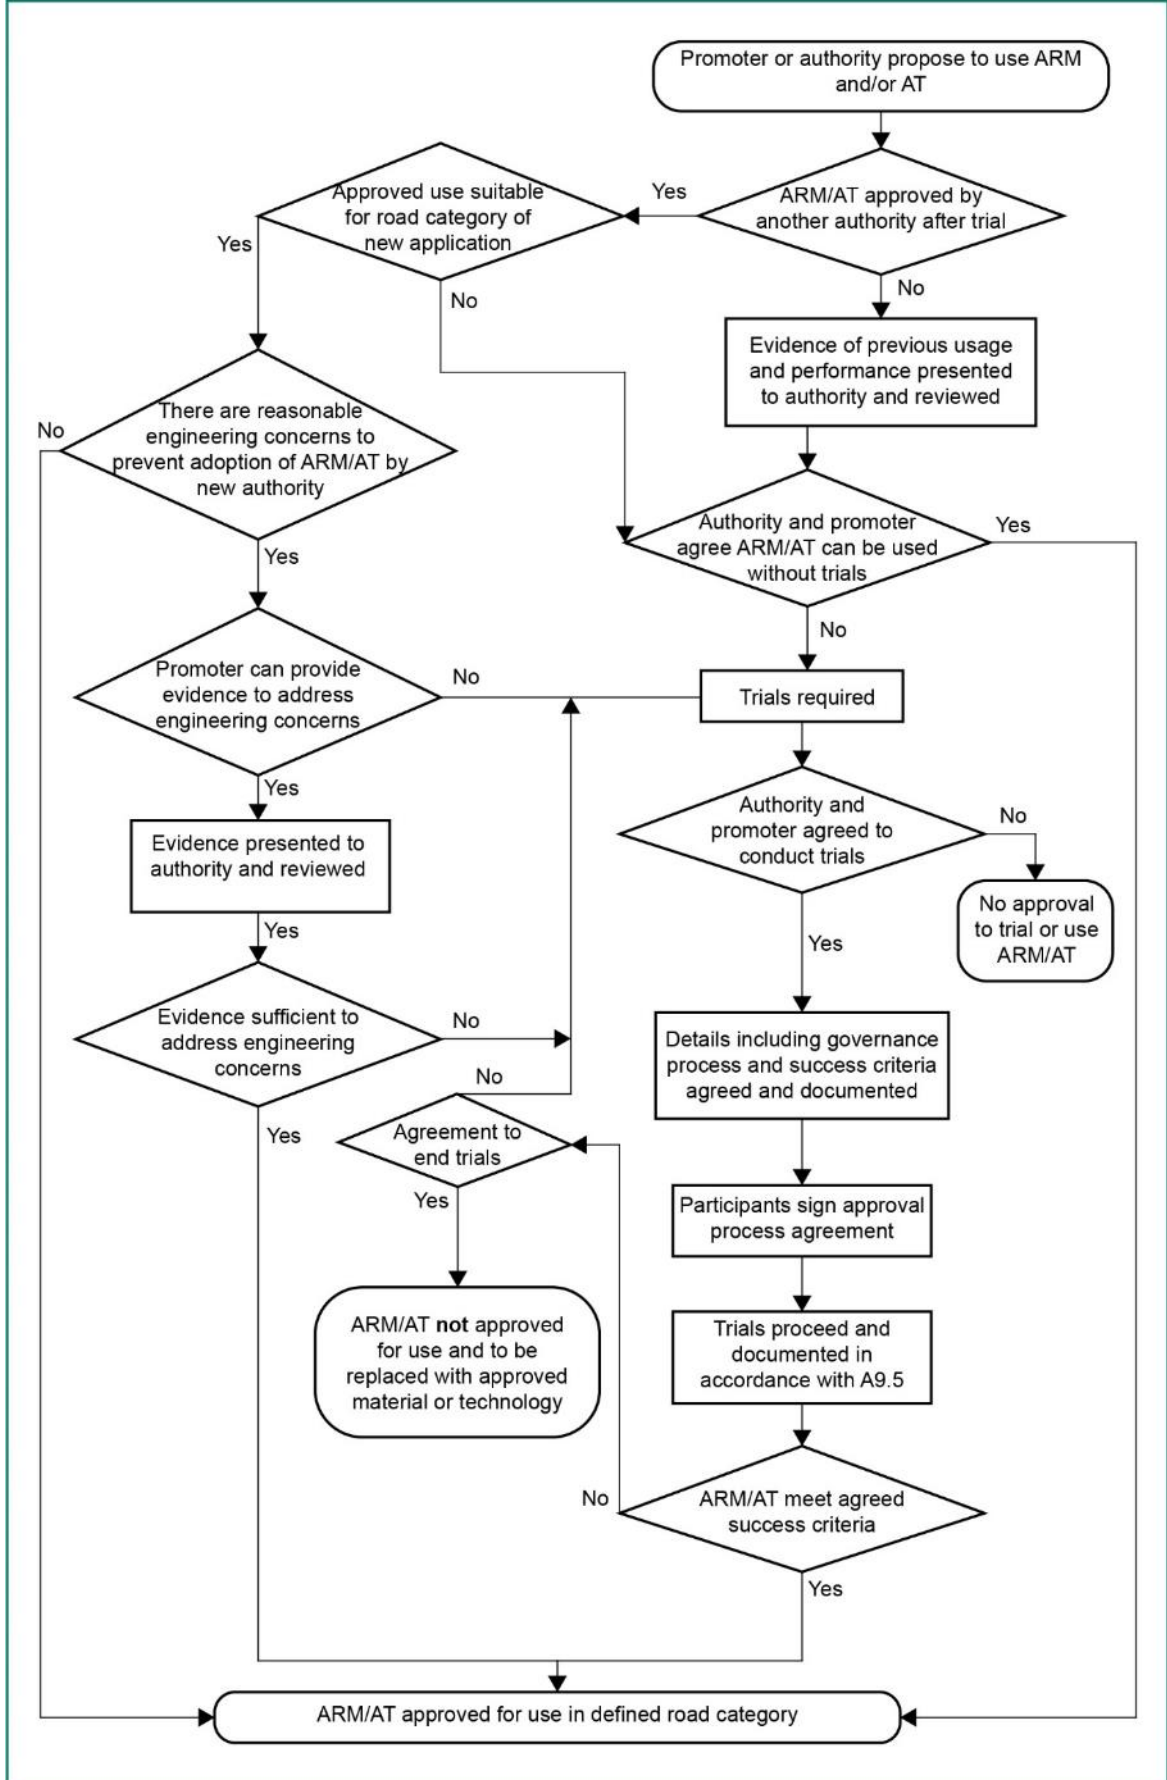 Promoter or authority propose to use ARM
and/or AT
ARM/AT approved by
another authority after trial
Yes
Approved use suitable
for road category of
new application
Yes
No
No
Evidence of previous usage
and performance presented
to authority and reviewed
There are reasonable
engineering concerns to
prevent adoption of ARM/AT by
new authority
No
Yes
Authority and promoter
agree ARM/AT can be used
without trials
Yes
No
Promoter can provide
evidence to address
engineering concerns
No
Yes
Trials required
Authority and
promoter agreed to
conduct trials
No
No approval
to trial or use
ARM/AT
Yes
Evidence presented to
authority and reviewed
Yes
Evidence sufficient to
address engineering
concerns
No
Yes
Details including governance
process and success criteria
agreed and documented
No
Agreement to
end trials
Yes
Participants sign approval
process agreement
ARM/AT not approved
for use and to be
replaced with approved
material or technology
Trials proceed and
documented in
accordance with A9.5
ARM/AT meet agreed
success criteria
No
Yes
ARM/AT approved for use in defined road category